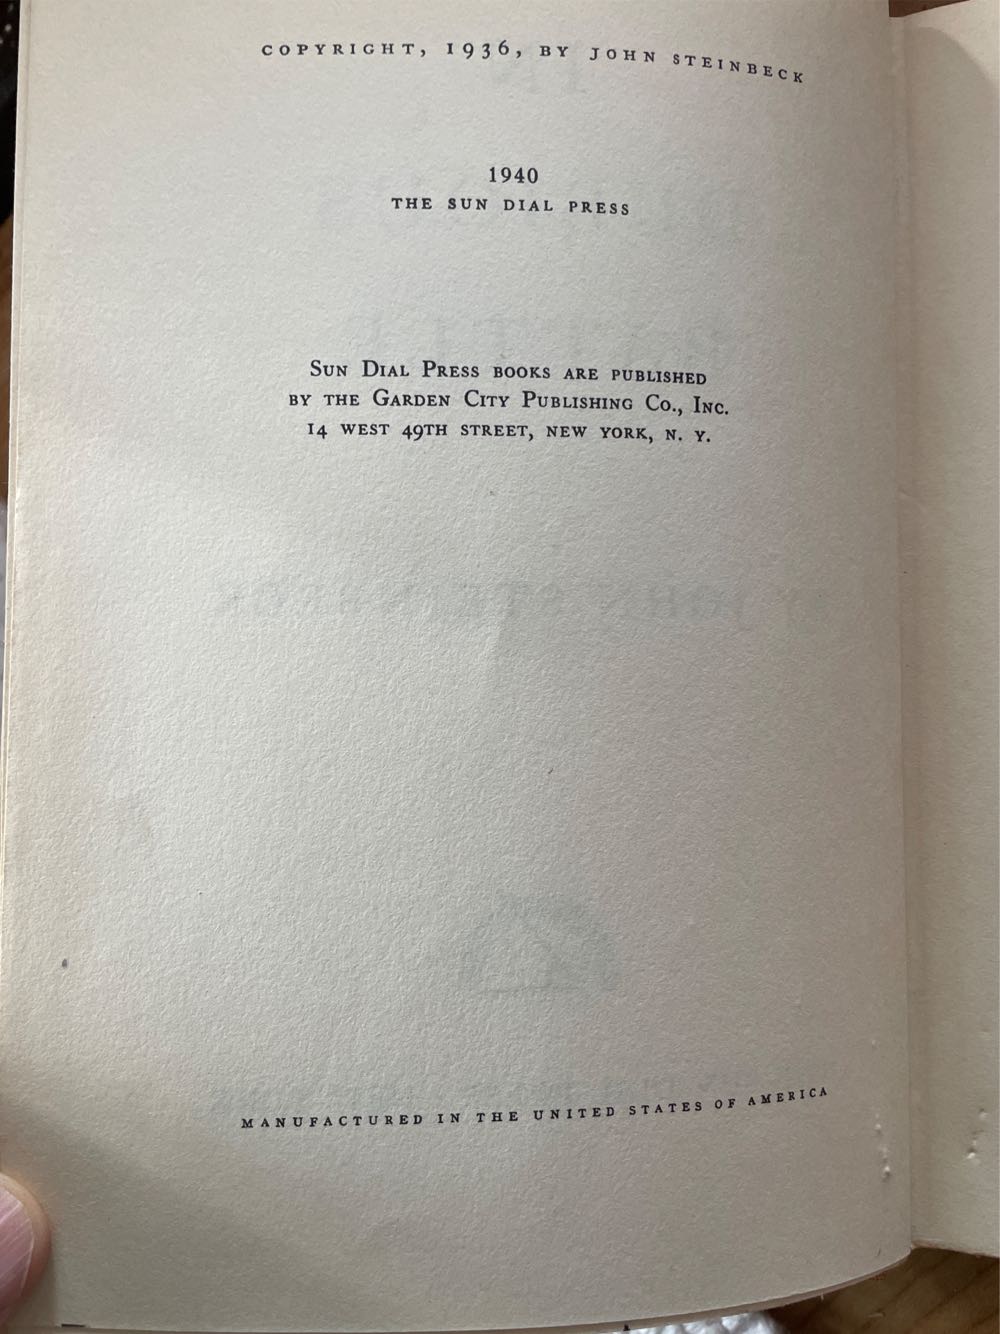 COPYRIGHT, 1936, BY JOHN STEINBECK
1940
THE SUN DIAL PRESS
SUN DIAL PRESS BOOKS ARE PUBLISHED
BY THE GARDEN CITY PUBLISHING CO., INC.
14 WEST 49TH STREET, NEW YORK, N. Y.
MANUFACTURED IN THE UNITED STATES OF AMERICA